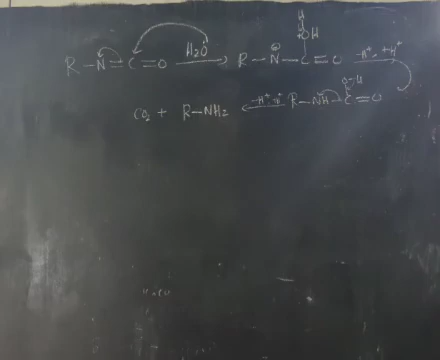 R-N=C=O H2O → R-N⊖-C=O H +OH -H+, +H+
CO2 + R-NH2 ← -H+, +H+ R-NH-C=O O-H